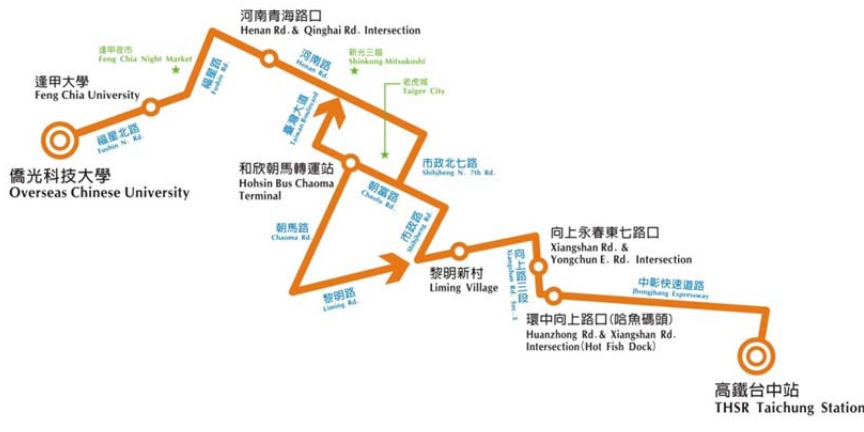 河南青海路口
Henan Rd. & Qinghai Rd. Intersection
逢甲夜市
Feng Chia Night Market
福星路
Fushin Rd.
河南路
Henan Rd.
新光三越
Shinkong Mitsukoshi
老虎城
Taiger City
逢甲大學
Feng Chia University
福星北路
Fushin N. Rd.
僑光科技大學
Overseas Chinese University
臺灣大道
Taiwan Boulevard
和欣朝馬轉運站
Hohsin Bus Chaoma
Terminal
朝富路
Chaofu Rd.
市政北七路
Shihjheng N. 7th Rd.
朝馬路
Chaoma Rd.
市政路
Shihjheng Rd.
黎明路
Liming Rd.
黎明新村
Liming Village
向上路三段
Xiangshan Rd. Sec.3
向上永春東七路口
Xiangshan Rd. &
Yongchun E. Rd. Intersection
中彰快速道路
Jhongjhang Expressway
環中向上路口(哈魚碼頭)
Huanzhong Rd. & Xiangshan Rd.
Intersection(Hot Fish Dock)
高鐵台中站
THSR Taichung Station